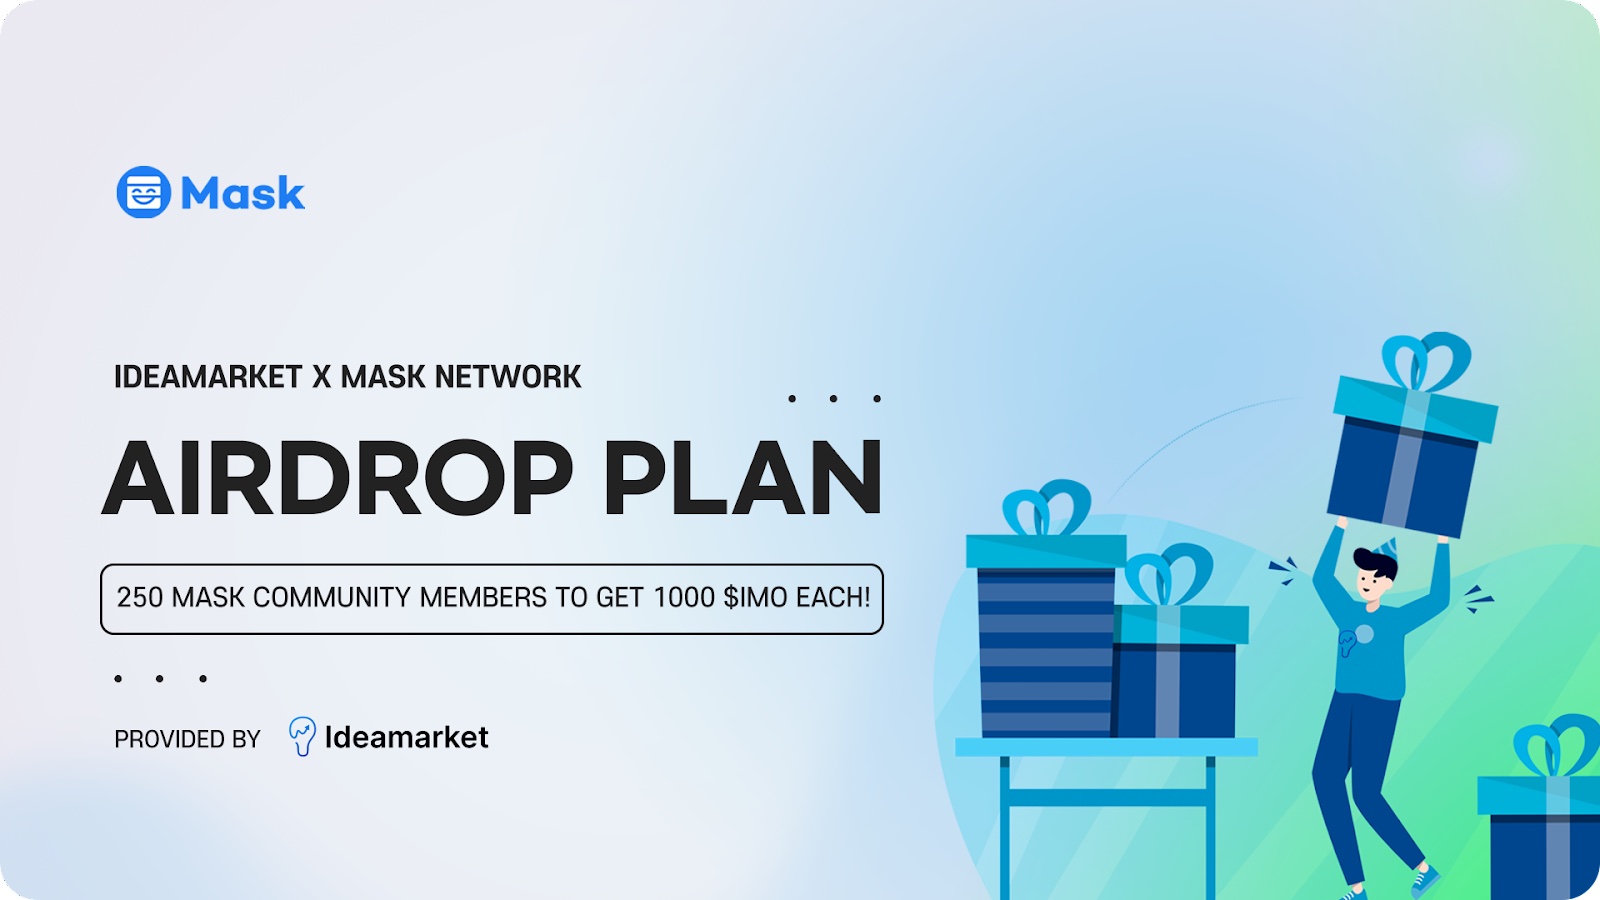 Mask
IDEAMARKET X MASK NETWORK
AIRDROP PLAN
250 MASK COMMUNITY MEMBERS TO GET 1000 $IMO EACH!
PROVIDED BY Ideamarket